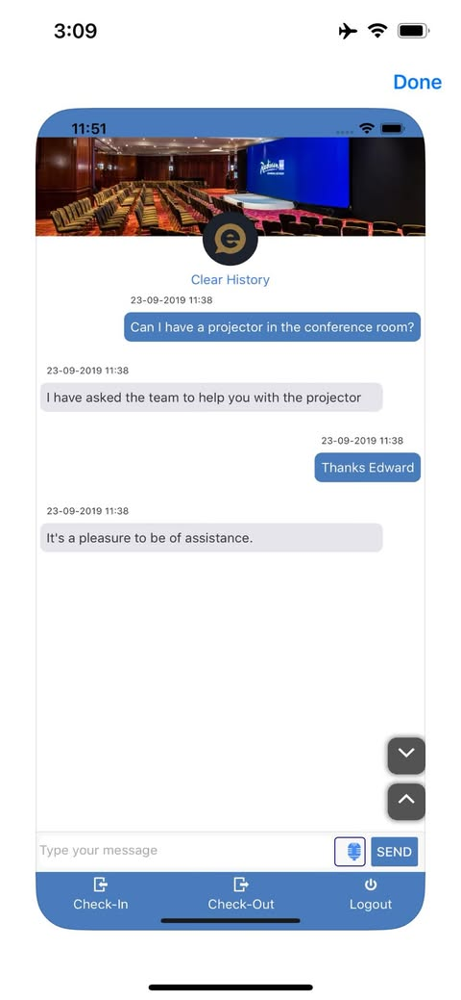 3:09
Done
11:51
Radisson
Clear History
23-09-2019 11:38
Can I have a projector in the conference room?
23-09-2019 11:38
I have asked the team to help you with the projector
23-09-2019 11:38
Thanks Edward
23-09-2019 11:38
It's a pleasure to be of assistance.
Type your message
SEND
Check-In
Check-Out
Logout